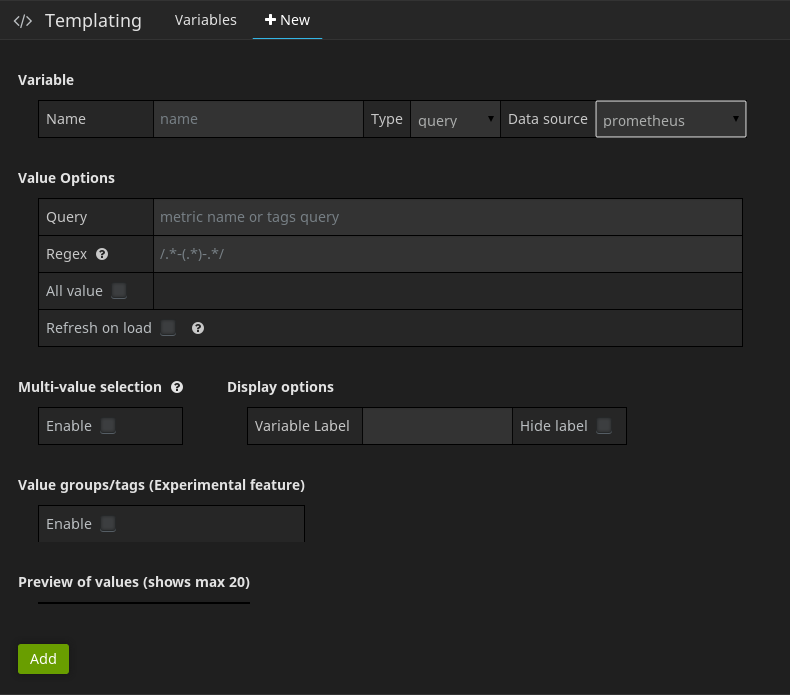 </> Templating Variables + New
Variable
Name name Type query Data source prometheus
Value Options
Query metric name or tags query
Regex ? /.*-(.*)-.*/
All value
Refresh on load ?
Multi-value selection ? Display options
Enable Variable Label Hide label
Value groups/tags (Experimental feature)
Enable
Preview of values (shows max 20)
Add